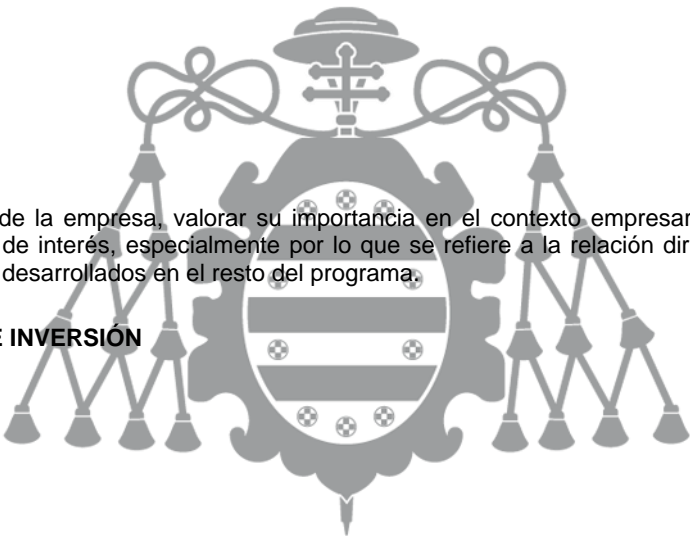 de la empresa, valorar su importancia en el contexto empresar
de interés, especialmente por lo que se refiere a la relación dir
desarrollados en el resto del programa.
E INVERSIÓN